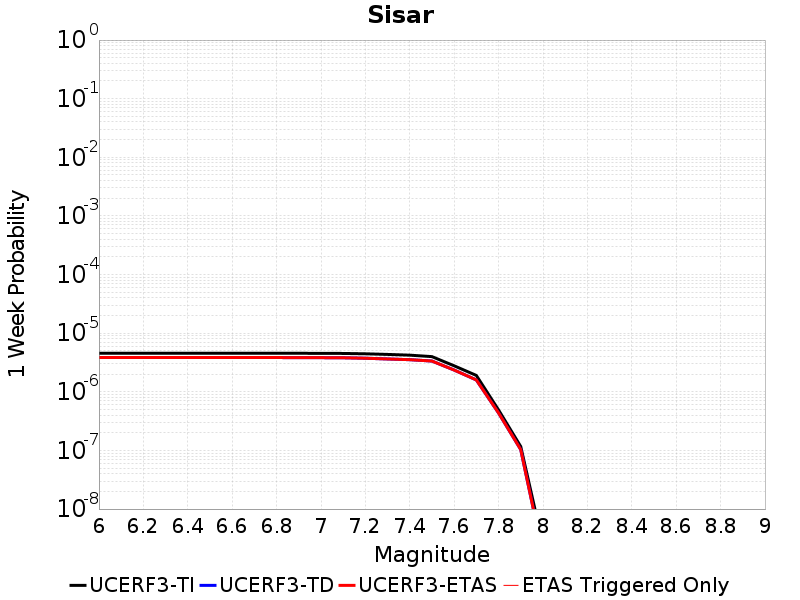 Sisar
1 Week Probability
10^0
10^-1
10^-2
10^-3
10^-4
10^-5
10^-6
10^-7
10^-8
6 6.2 6.4 6.6 6.8 7 7.2 7.4 7.6 7.8 8 8.2 8.4 8.6 8.8 9
Magnitude
UCERF3-TI UCERF3-TD UCERF3-ETAS ETAS Triggered Only